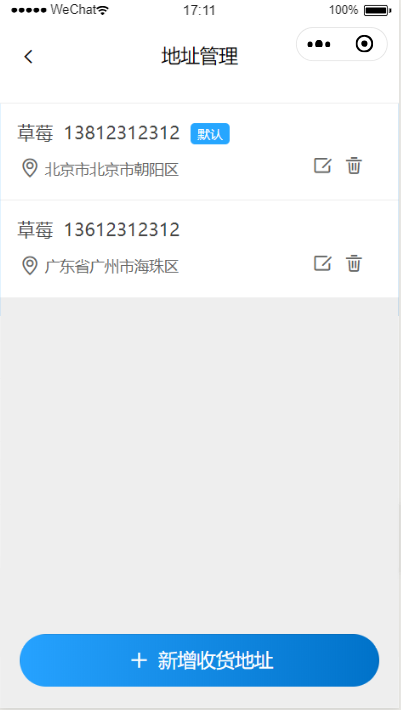 WeChat 17:11 100%
地址管理
草莓 13812312312 默认
北京市北京市朝阳区
草莓 13612312312
广东省广州市海珠区
新增收货地址